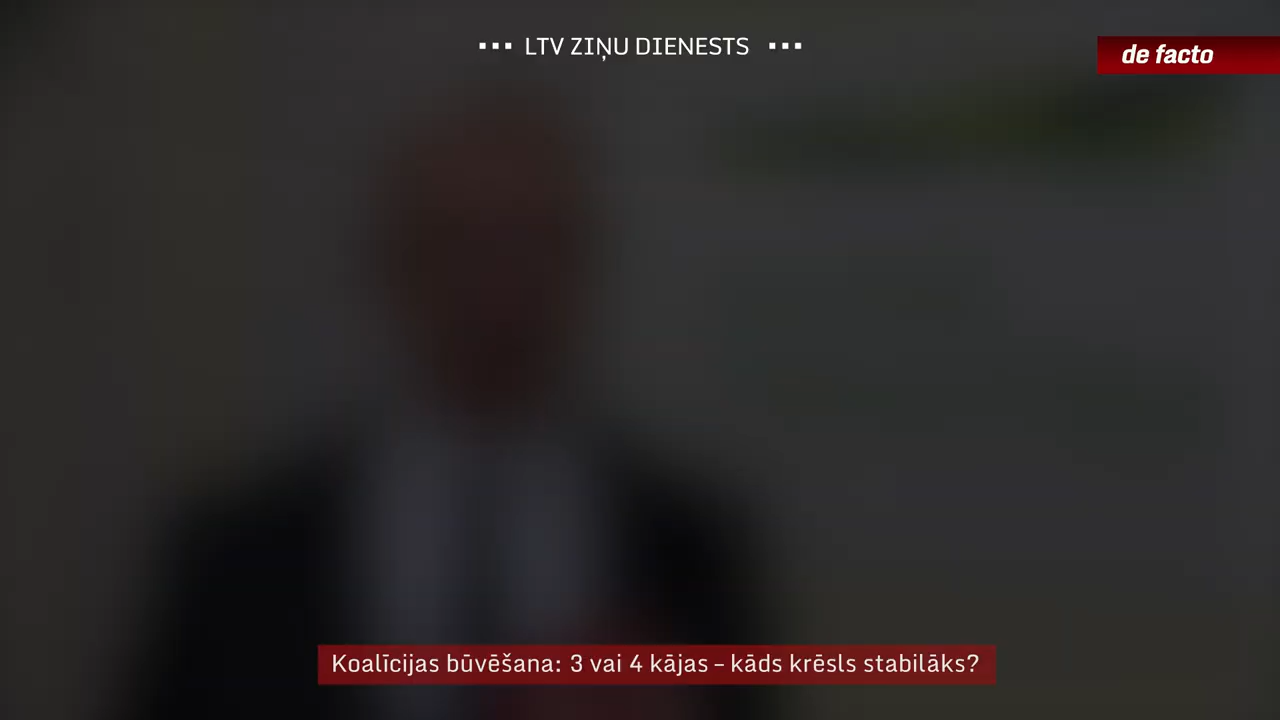 LTV ZIŅU DIENESTS
de facto
Koalīcijas būvēšana: 3 vai 4 kājas – kāds krēsls stabilāks?